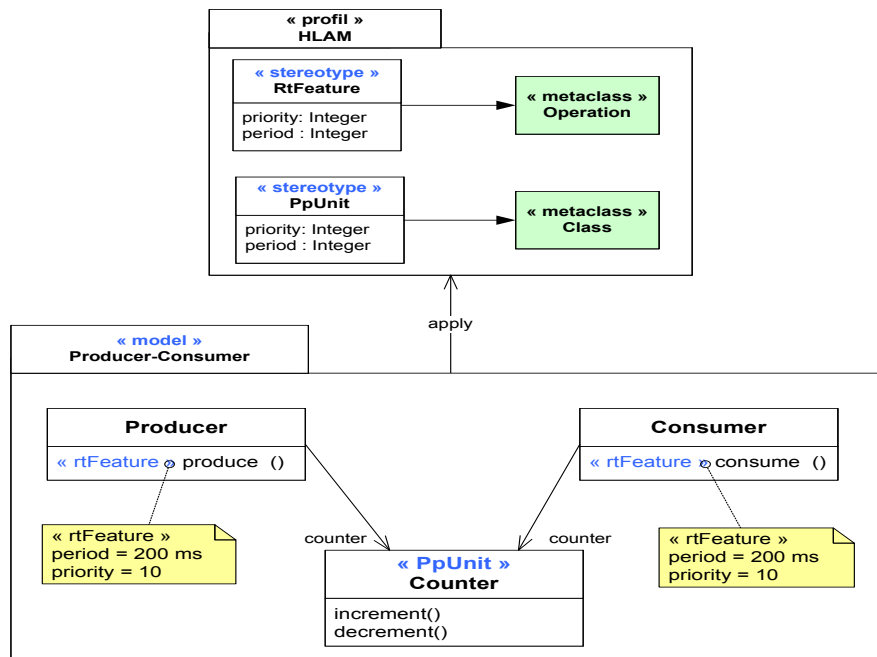 « profil »
HLAM
« stereotype »
RtFeature
priority: Integer
period : Integer
« metaclass »
Operation
« stereotype »
PpUnit
priority: Integer
period : Integer
« metaclass »
Class
apply
« model »
Producer-Consumer
Producer
« rtFeature » produce ()
Consumer
« rtFeature » consume ()
« rtFeature »
period = 200 ms
priority = 10
counter
counter
« rtFeature »
period = 200 ms
priority = 10
« PpUnit »
Counter
increment()
decrement()